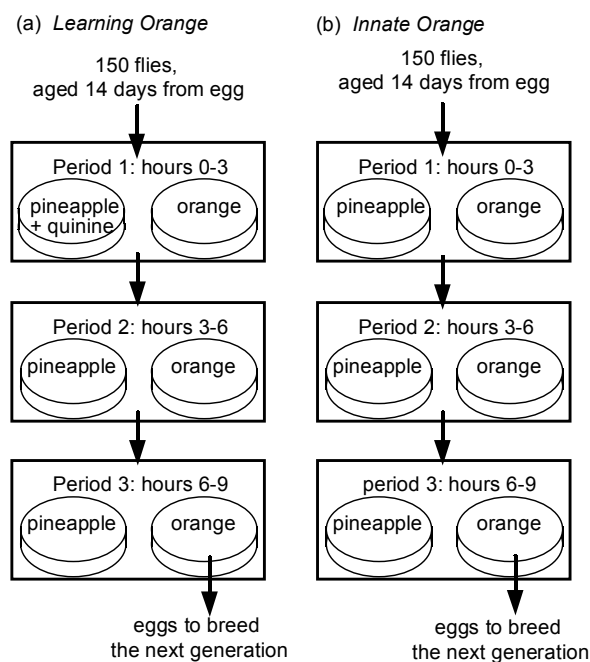 (a) Learning Orange
150 flies,
aged 14 days from egg
Period 1: hours 0-3
pineapple
+ quinine
orange
Period 2: hours 3-6
pineapple
orange
Period 3: hours 6-9
pineapple
orange
eggs to breed
the next generation
(b) Innate Orange
150 flies,
aged 14 days from egg
Period 1: hours 0-3
pineapple
orange
Period 2: hours 3-6
pineapple
orange
period 3: hours 6-9
pineapple
orange
eggs to breed
the next generation